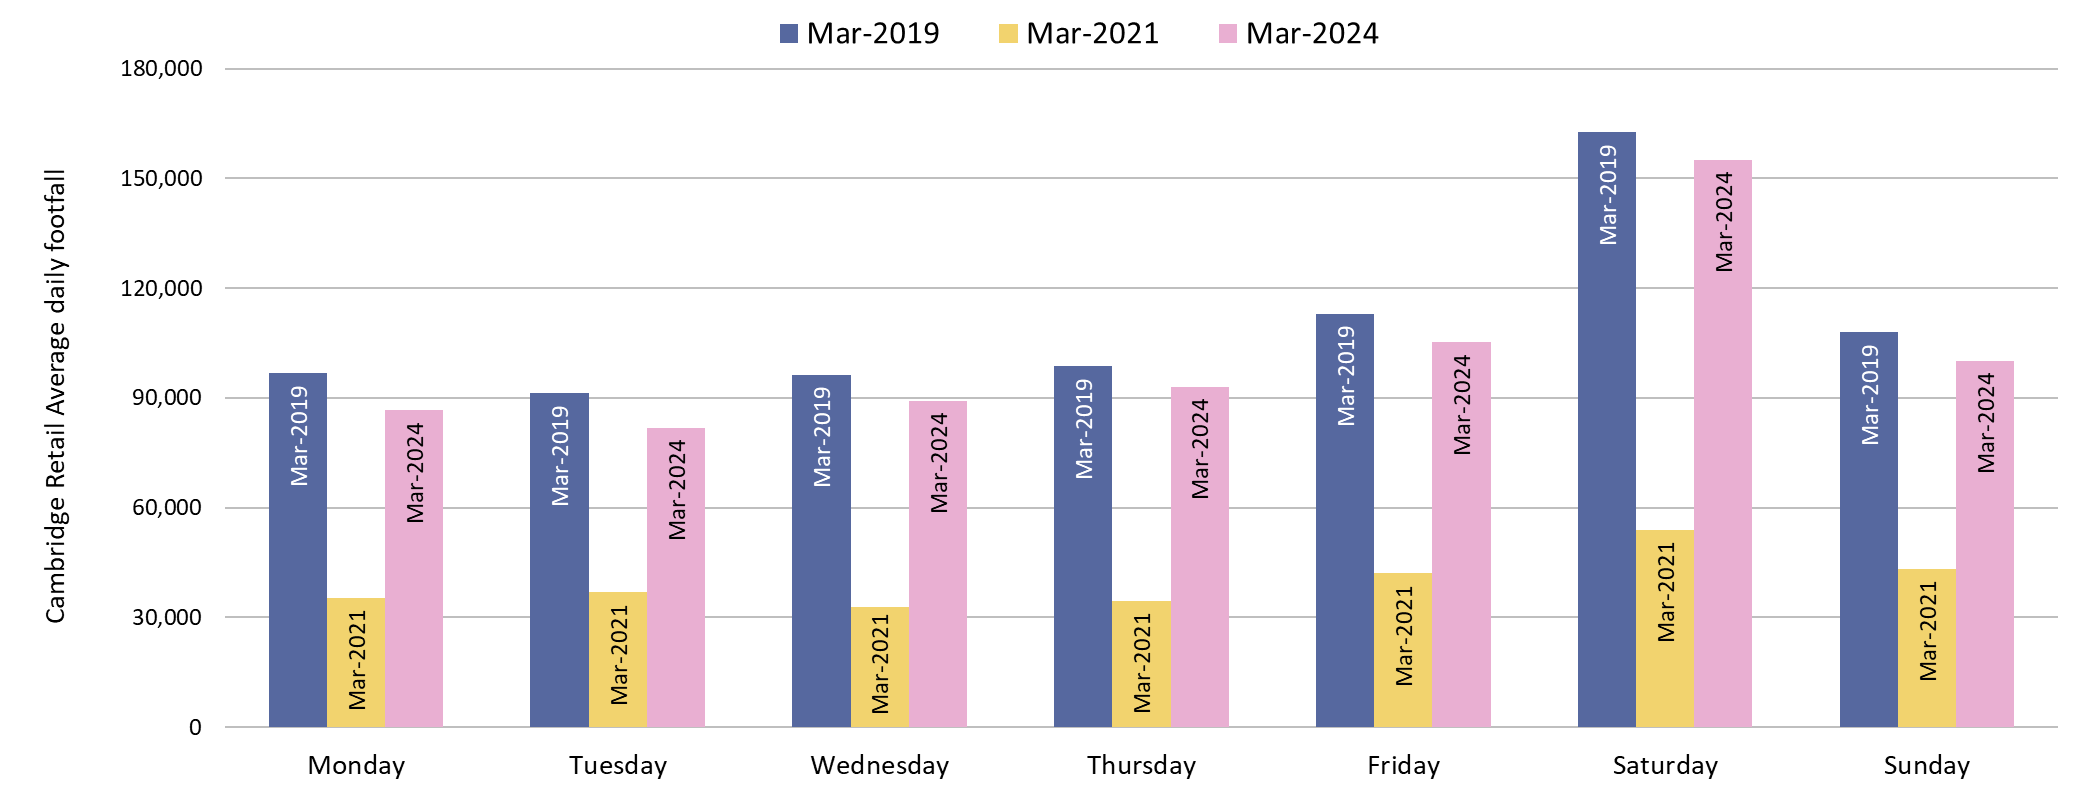 Mar-2019 Mar-2021 Mar-2024
Cambridge Retail Average daily footfall
180,000
150,000
120,000
90,000
60,000
30,000
0
Mar-2019
Mar-2021
Mar-2024
Mar-2019
Mar-2021
Mar-2024
Mar-2019
Mar-2021
Mar-2024
Mar-2019
Mar-2021
Mar-2024
Mar-2019
Mar-2021
Mar-2024
Mar-2019
Mar-2021
Mar-2024
Mar-2019
Mar-2021
Mar-2024
Monday Tuesday Wednesday Thursday Friday Saturday Sunday